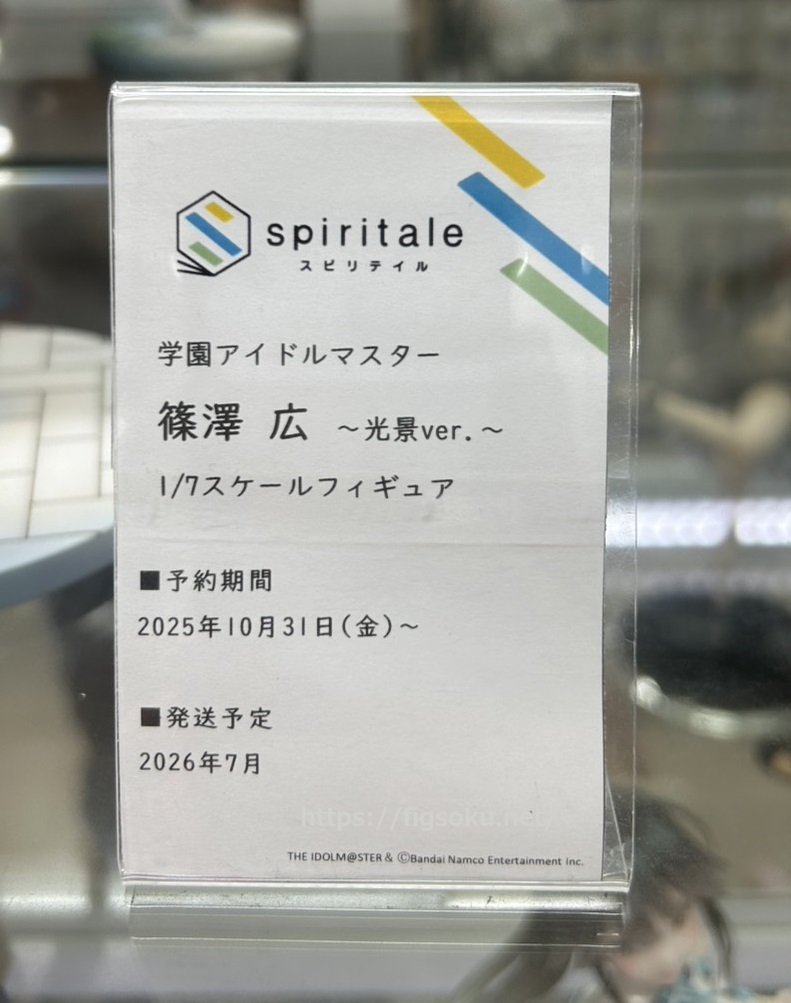 spiritale
スピリテイル
学園アイドルマスター
篠澤 広 ～光景ver.～
1/7スケールフィギュア
■予約期間
2025年10月31日(金)～
■発送予定
2026年7月
https://figsoku.net
THE IDOLM@STER & ©Bandai Namco Entertainment Inc.